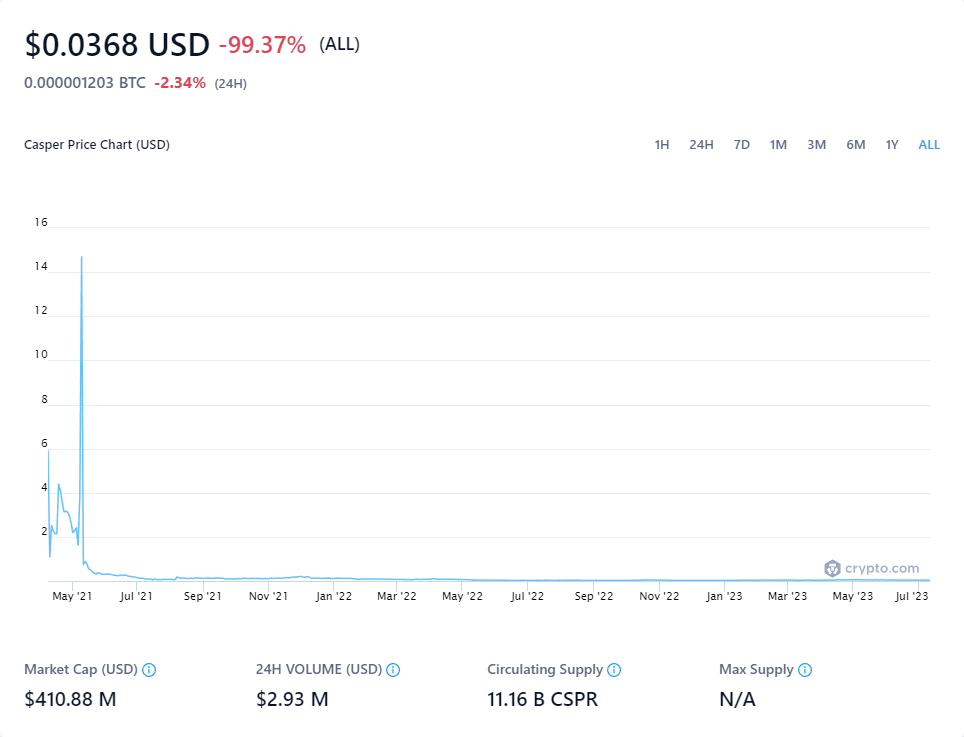 $0.0368 USD -99.37% (ALL)
0.000001203 BTC -2.34% (24H)
Casper Price Chart (USD) 1H 24H 7D 1M 3M 6M 1Y ALL
16
14
12
10
8
6
4
2
crypto.com
May '21 Jul '21 Sep '21 Nov '21 Jan '22 Mar '22 May '22 Jul '22 Sep '22 Nov '22 Jan '23 Mar '23 May '23 Jul '23
Market Cap (USD) 24H VOLUME (USD) Circulating Supply Max Supply
$410.88 M $2.93 M 11.16 B CSPR N/A